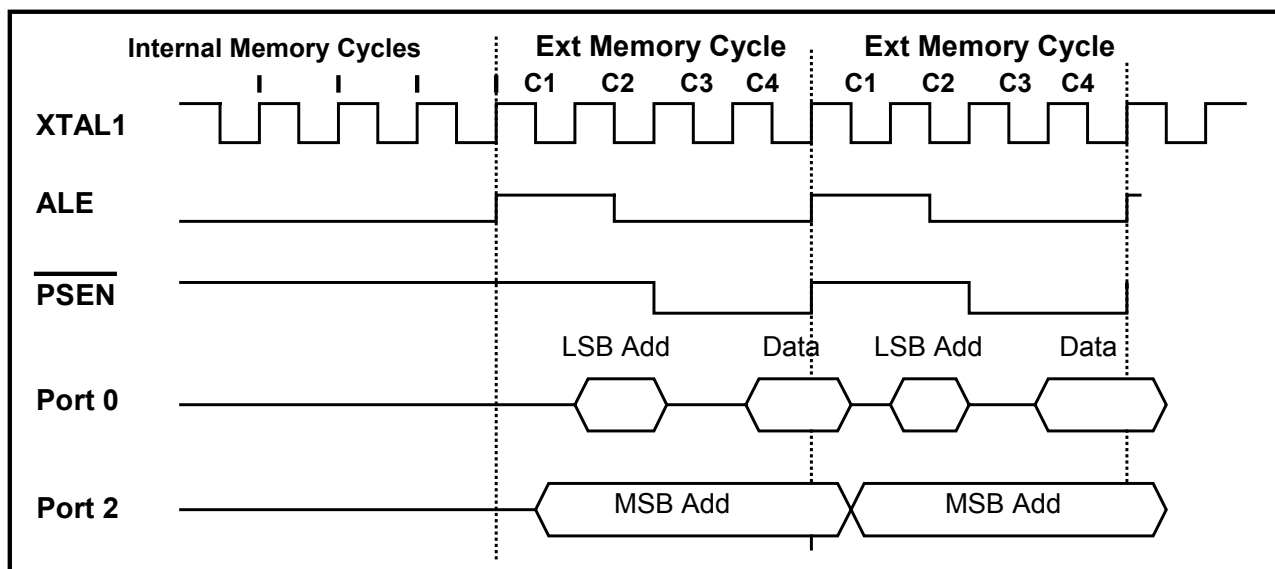 Internal Memory Cycles Ext Memory Cycle Ext Memory Cycle
C1 C2 C3 C4 C1 C2 C3 C4
XTAL1
ALE
PSEN
LSB Add Data LSB Add Data
Port 0
Port 2 MSB Add MSB Add